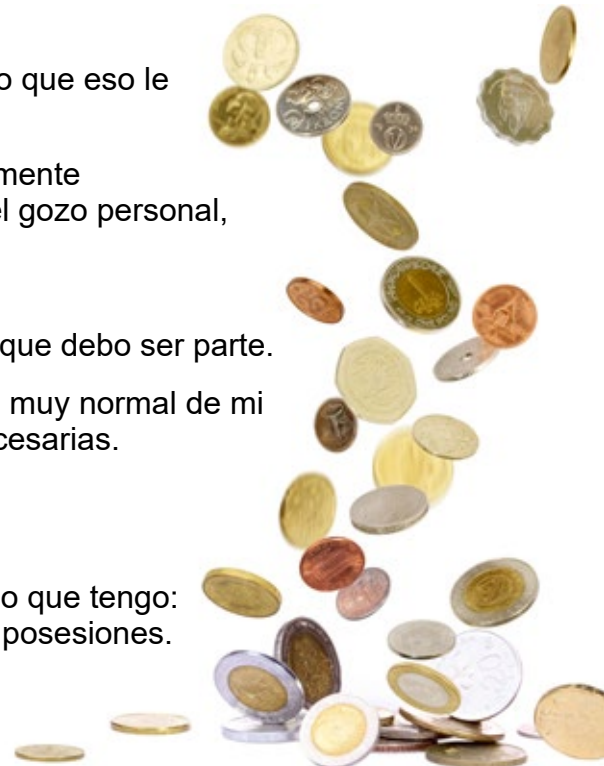 o que eso le
mente
el gozo personal,
que debo ser parte.
muy normal de mi
cesarias.
o que tengo:
posesiones.